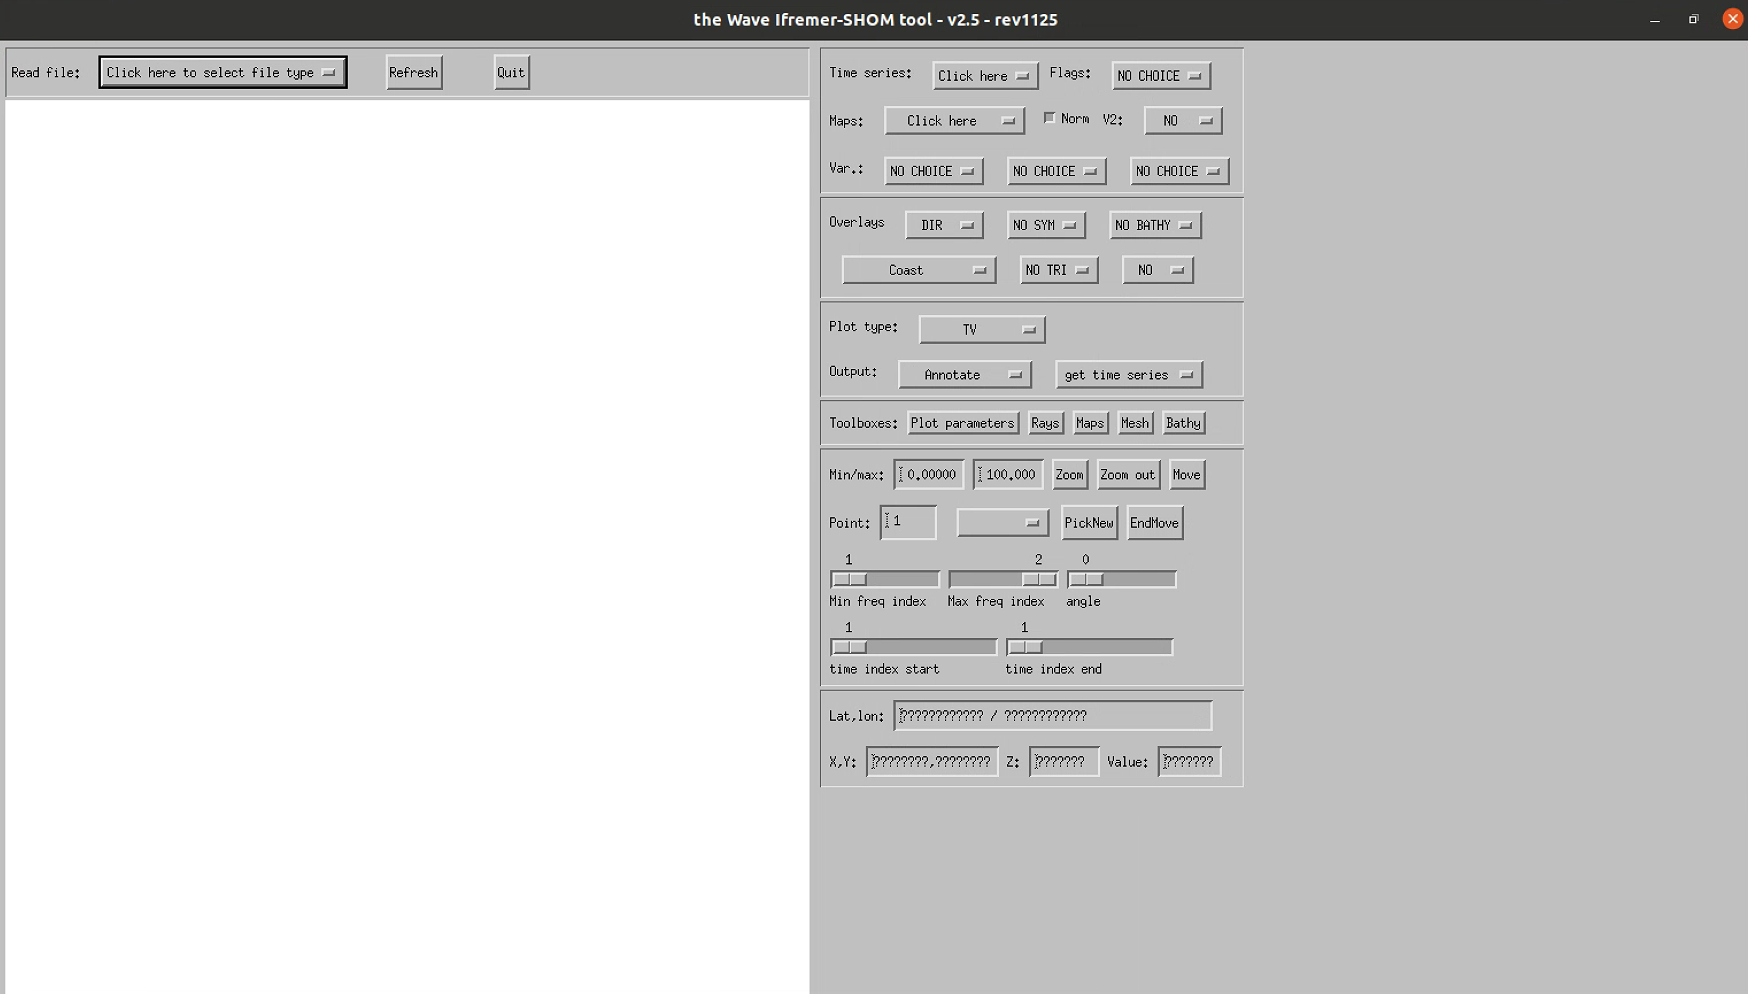 the Wave Ifremer-SHOM tool - v2.5 - rev1125
Read file: Click here to select file type Refresh Quit
Time series: Click here Flags: NO CHOICE
Maps: Click here Norm V2: NO
Var.: NO CHOICE NO CHOICE NO CHOICE
Overlays DIR NO SYM NO BATHY
Coast NO TRI NO
Plot type: TV
Output: Annotate get time series
Toolboxes: Plot parameters Rays Maps Mesh Bathy
Min/max: 0.00000 100.000 Zoom Zoom out Move
Point: 1 PickNew EndMove
1 2 0
Min freq index Max freq index angle
1 1
time index start time index end
Lat,lon: ???????????? / ????????????
X,Y: ????????,???????? Z: ??????? Value: ???????